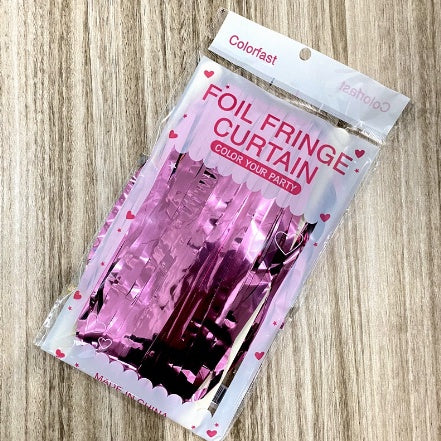 Colorfast
Colorfast
FOIL FRINGE
CURTAIN
COLOR YOUR PARTY
MADE IN CHINA